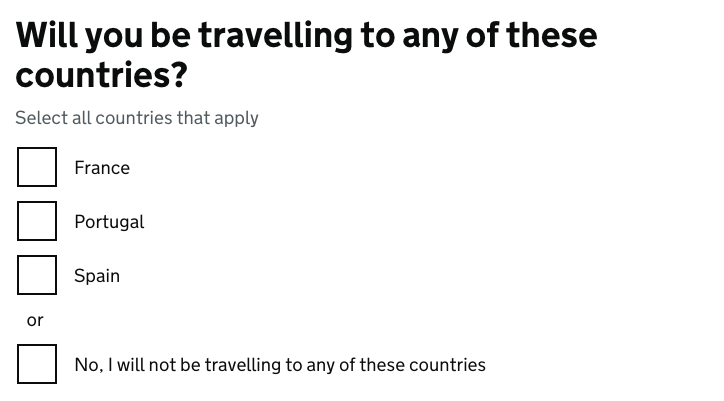 Will you be travelling to any of these
countries?
Select all countries that apply
France
Portugal
Spain
or
No, I will not be travelling to any of these countries